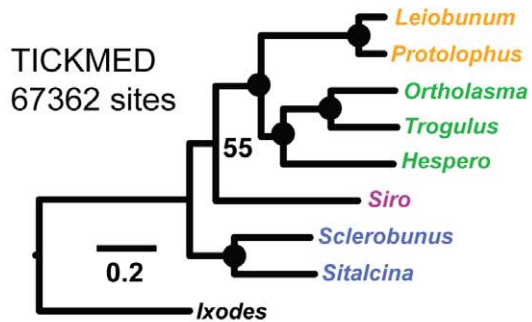 Leiobunum
Protolophus
TICKMED
67362 sites
Ortholasma
Trogulus
55
Hespero
Siro
Sclerobunus
0.2
Sitalcina
Ixodes